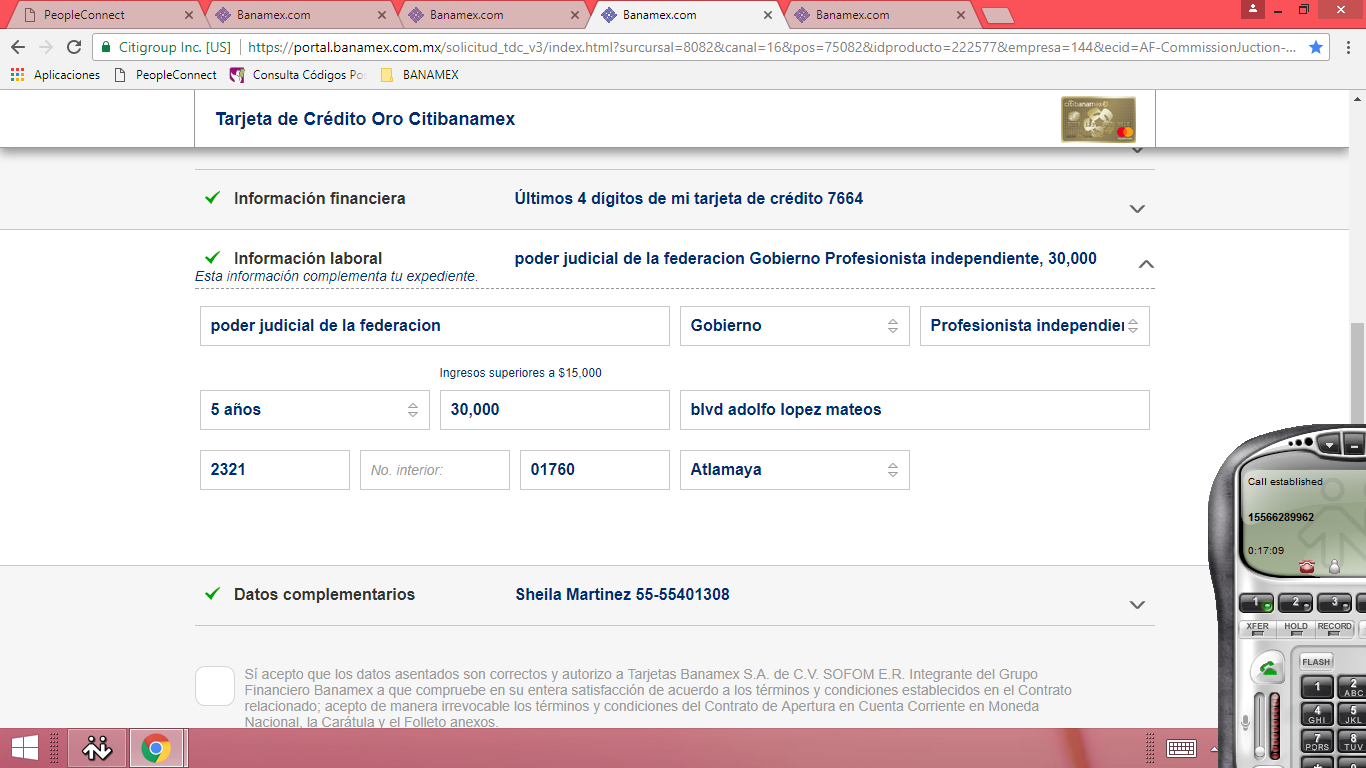 PeopleConnect
Banamex.com
Banamex.com
Banamex.com
Banamex.com
Citigroup Inc. [US] https://portal.banamex.com.mx/solicitud_tdc_v3/index.html?surcursal=8082&canal=16&pos=75082&idproducto=222577&empresa=144&ecid=AF-CommissionJuction-...
Aplicaciones PeopleConnect Consulta Códigos Po BANAMEX
Tarjeta de Crédito Oro Citibanamex
citibanamex
Información financiera Últimos 4 dígitos de mi tarjeta de crédito 7664
Información laboral poder judicial de la federacion Gobierno Profesionista independiente, 30,000
Esta información complementa tu expediente.
poder judicial de la federacion Gobierno Profesionista independier
Ingresos superiores a $15,000
5 años 30,000 blvd adolfo lopez mateos
2321 No. interior: 01760 Atlamaya
Datos complementarios Sheila Martinez 55-55401308
Sí acepto que los datos asentados son correctos y autorizo a Tarjetas Banamex S.A. de C.V. SOFOM E.R. Integrante del Grupo
Financiero Banamex a que compruebe en su entera satisfacción de acuerdo a los términos y condiciones establecidos en el Contrato
relacionado; acepto de manera irrevocable los términos y condiciones del Contrato de Apertura en Cuenta Corriente en Moneda
Nacional, la Carátula y el Folleto anexos.
Call established
15566289962
0:17:09
1 2 3
XFER HOLD RECORD
FLASH
1 2 ABC
4 GHI 5 JKL
7 PQRS 8 TUV